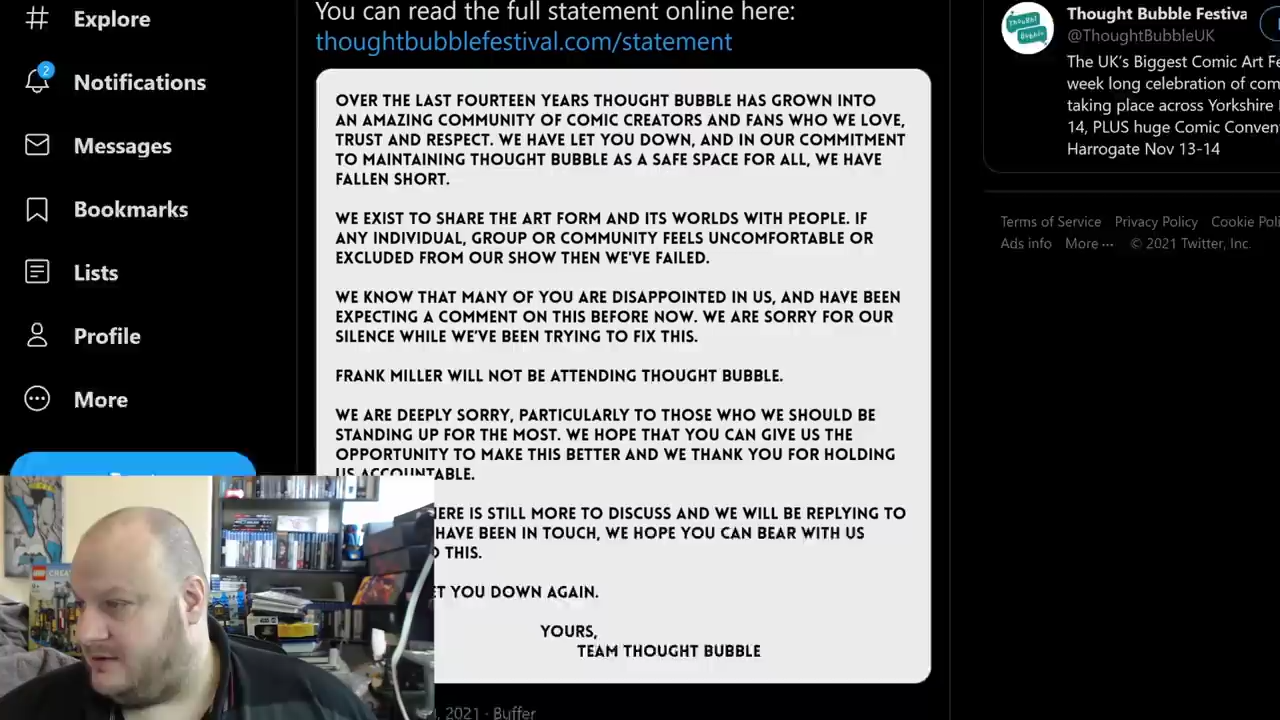 Explore
Notifications
2
Messages
Bookmarks
Lists
Profile
More
You can read the full statement online here:
thoughtbubblefestival.com/statement
OVER THE LAST FOURTEEN YEARS THOUGHT BUBBLE HAS GROWN INTO
AN AMAZING COMMUNITY OF COMIC CREATORS AND FANS WHO WE LOVE,
TRUST AND RESPECT. WE HAVE LET YOU DOWN, AND IN OUR COMMITMENT
TO MAINTAINING THOUGHT BUBBLE AS A SAFE SPACE FOR ALL, WE HAVE
FALLEN SHORT.
WE EXIST TO SHARE THE ART FORM AND ITS WORLDS WITH PEOPLE. IF
ANY INDIVIDUAL, GROUP OR COMMUNITY FEELS UNCOMFORTABLE OR
EXCLUDED FROM OUR SHOW THEN WE'VE FAILED.
WE KNOW THAT MANY OF YOU ARE DISAPPOINTED IN US, AND HAVE BEEN
EXPECTING A COMMENT ON THIS BEFORE NOW. WE ARE SORRY FOR OUR
SILENCE WHILE WE'VE BEEN TRYING TO FIX THIS.
FRANK MILLER WILL NOT BE ATTENDING THOUGHT BUBBLE.
WE ARE DEEPLY SORRY, PARTICULARLY TO THOSE WHO WE SHOULD BE
STANDING UP FOR THE MOST. WE HOPE THAT YOU CAN GIVE US THE
OPPORTUNITY TO MAKE THIS BETTER AND WE THANK YOU FOR HOLDING
US ACCOUNTABLE.
HERE IS STILL MORE TO DISCUSS AND WE WILL BE REPLYING TO
HAVE BEEN IN TOUCH, WE HOPE YOU CAN BEAR WITH US
THIS.
YOU DOWN AGAIN.
YOURS,
TEAM THOUGHT BUBBLE
, 2021 · Buffer
Thought Bubble
Thought Bubble Festiva
@ThoughtBubbleUK
The UK's Biggest Comic Art Fe
week long celebration of com
taking place across Yorkshire
14, PLUS huge Comic Conven
Harrogate Nov 13-14
Terms of Service Privacy Policy Cookie Poli
Ads info More ··· © 2021 Twitter, Inc.
LEGO CREA